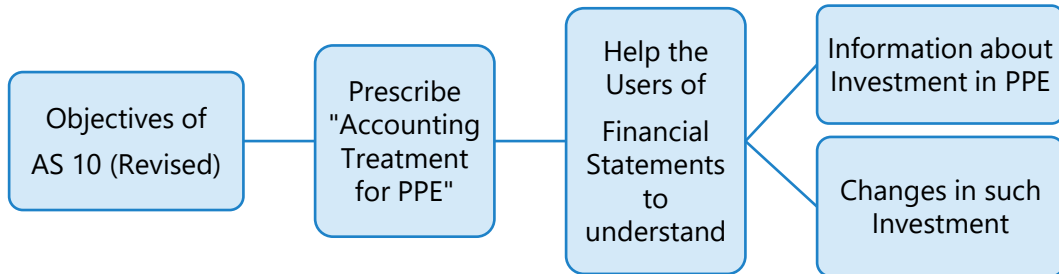 Objectives of
AS 10 (Revised)
Prescribe
"Accounting
Treatment
for PPE"
Help the
Users of
Financial
Statements
to
understand
Information about
Investment in PPE
Changes in such
Investment